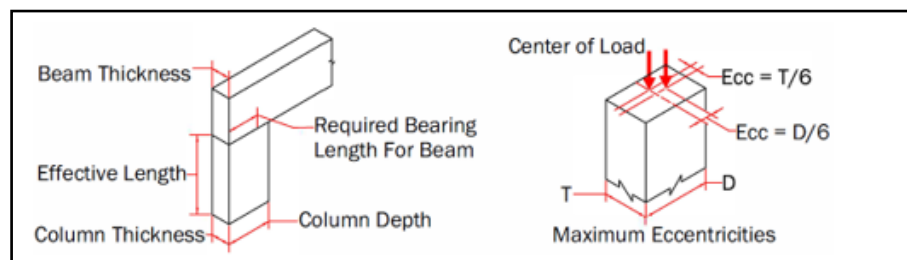 Beam Thickness
Required Bearing
Length For Beam
Effective Length
Column Depth
Column Thickness
Center of Load
Ecc = T/6
Ecc = D/6
T
D
Maximum Eccentricities